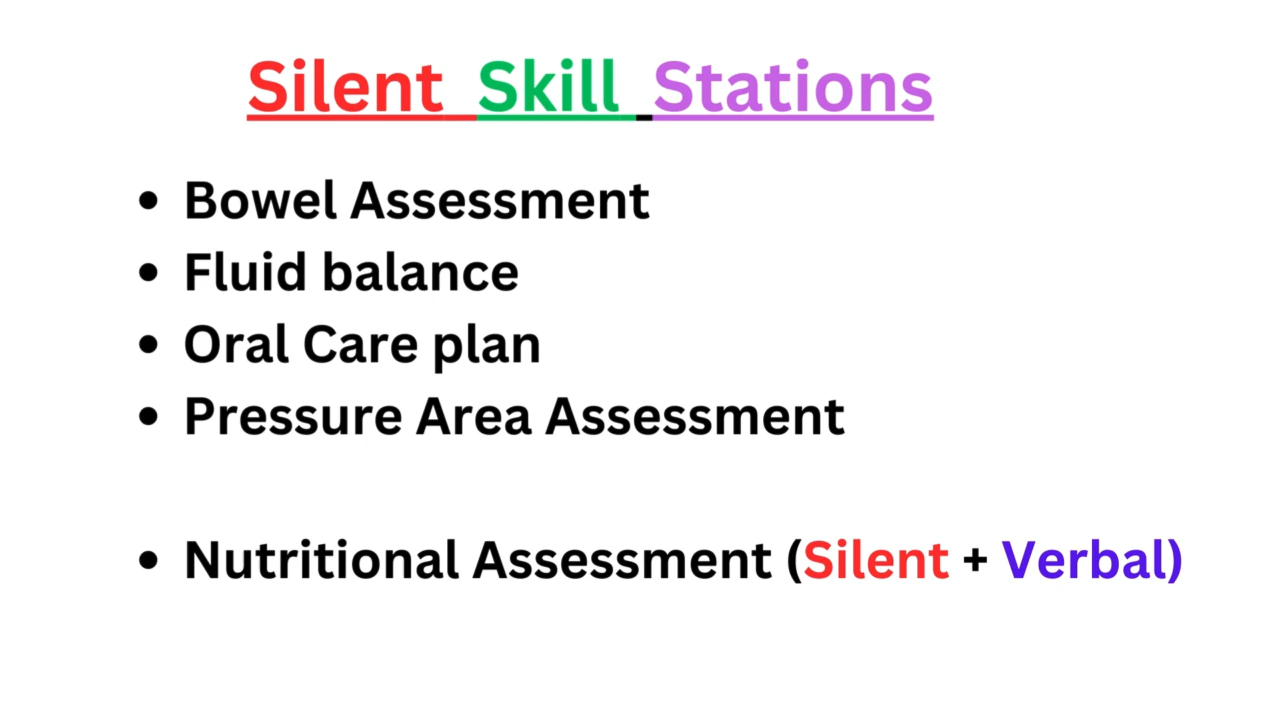 Silent Skill Stations
• Bowel Assessment
• Fluid balance
• Oral Care plan
• Pressure Area Assessment
• Nutritional Assessment (Silent + Verbal)